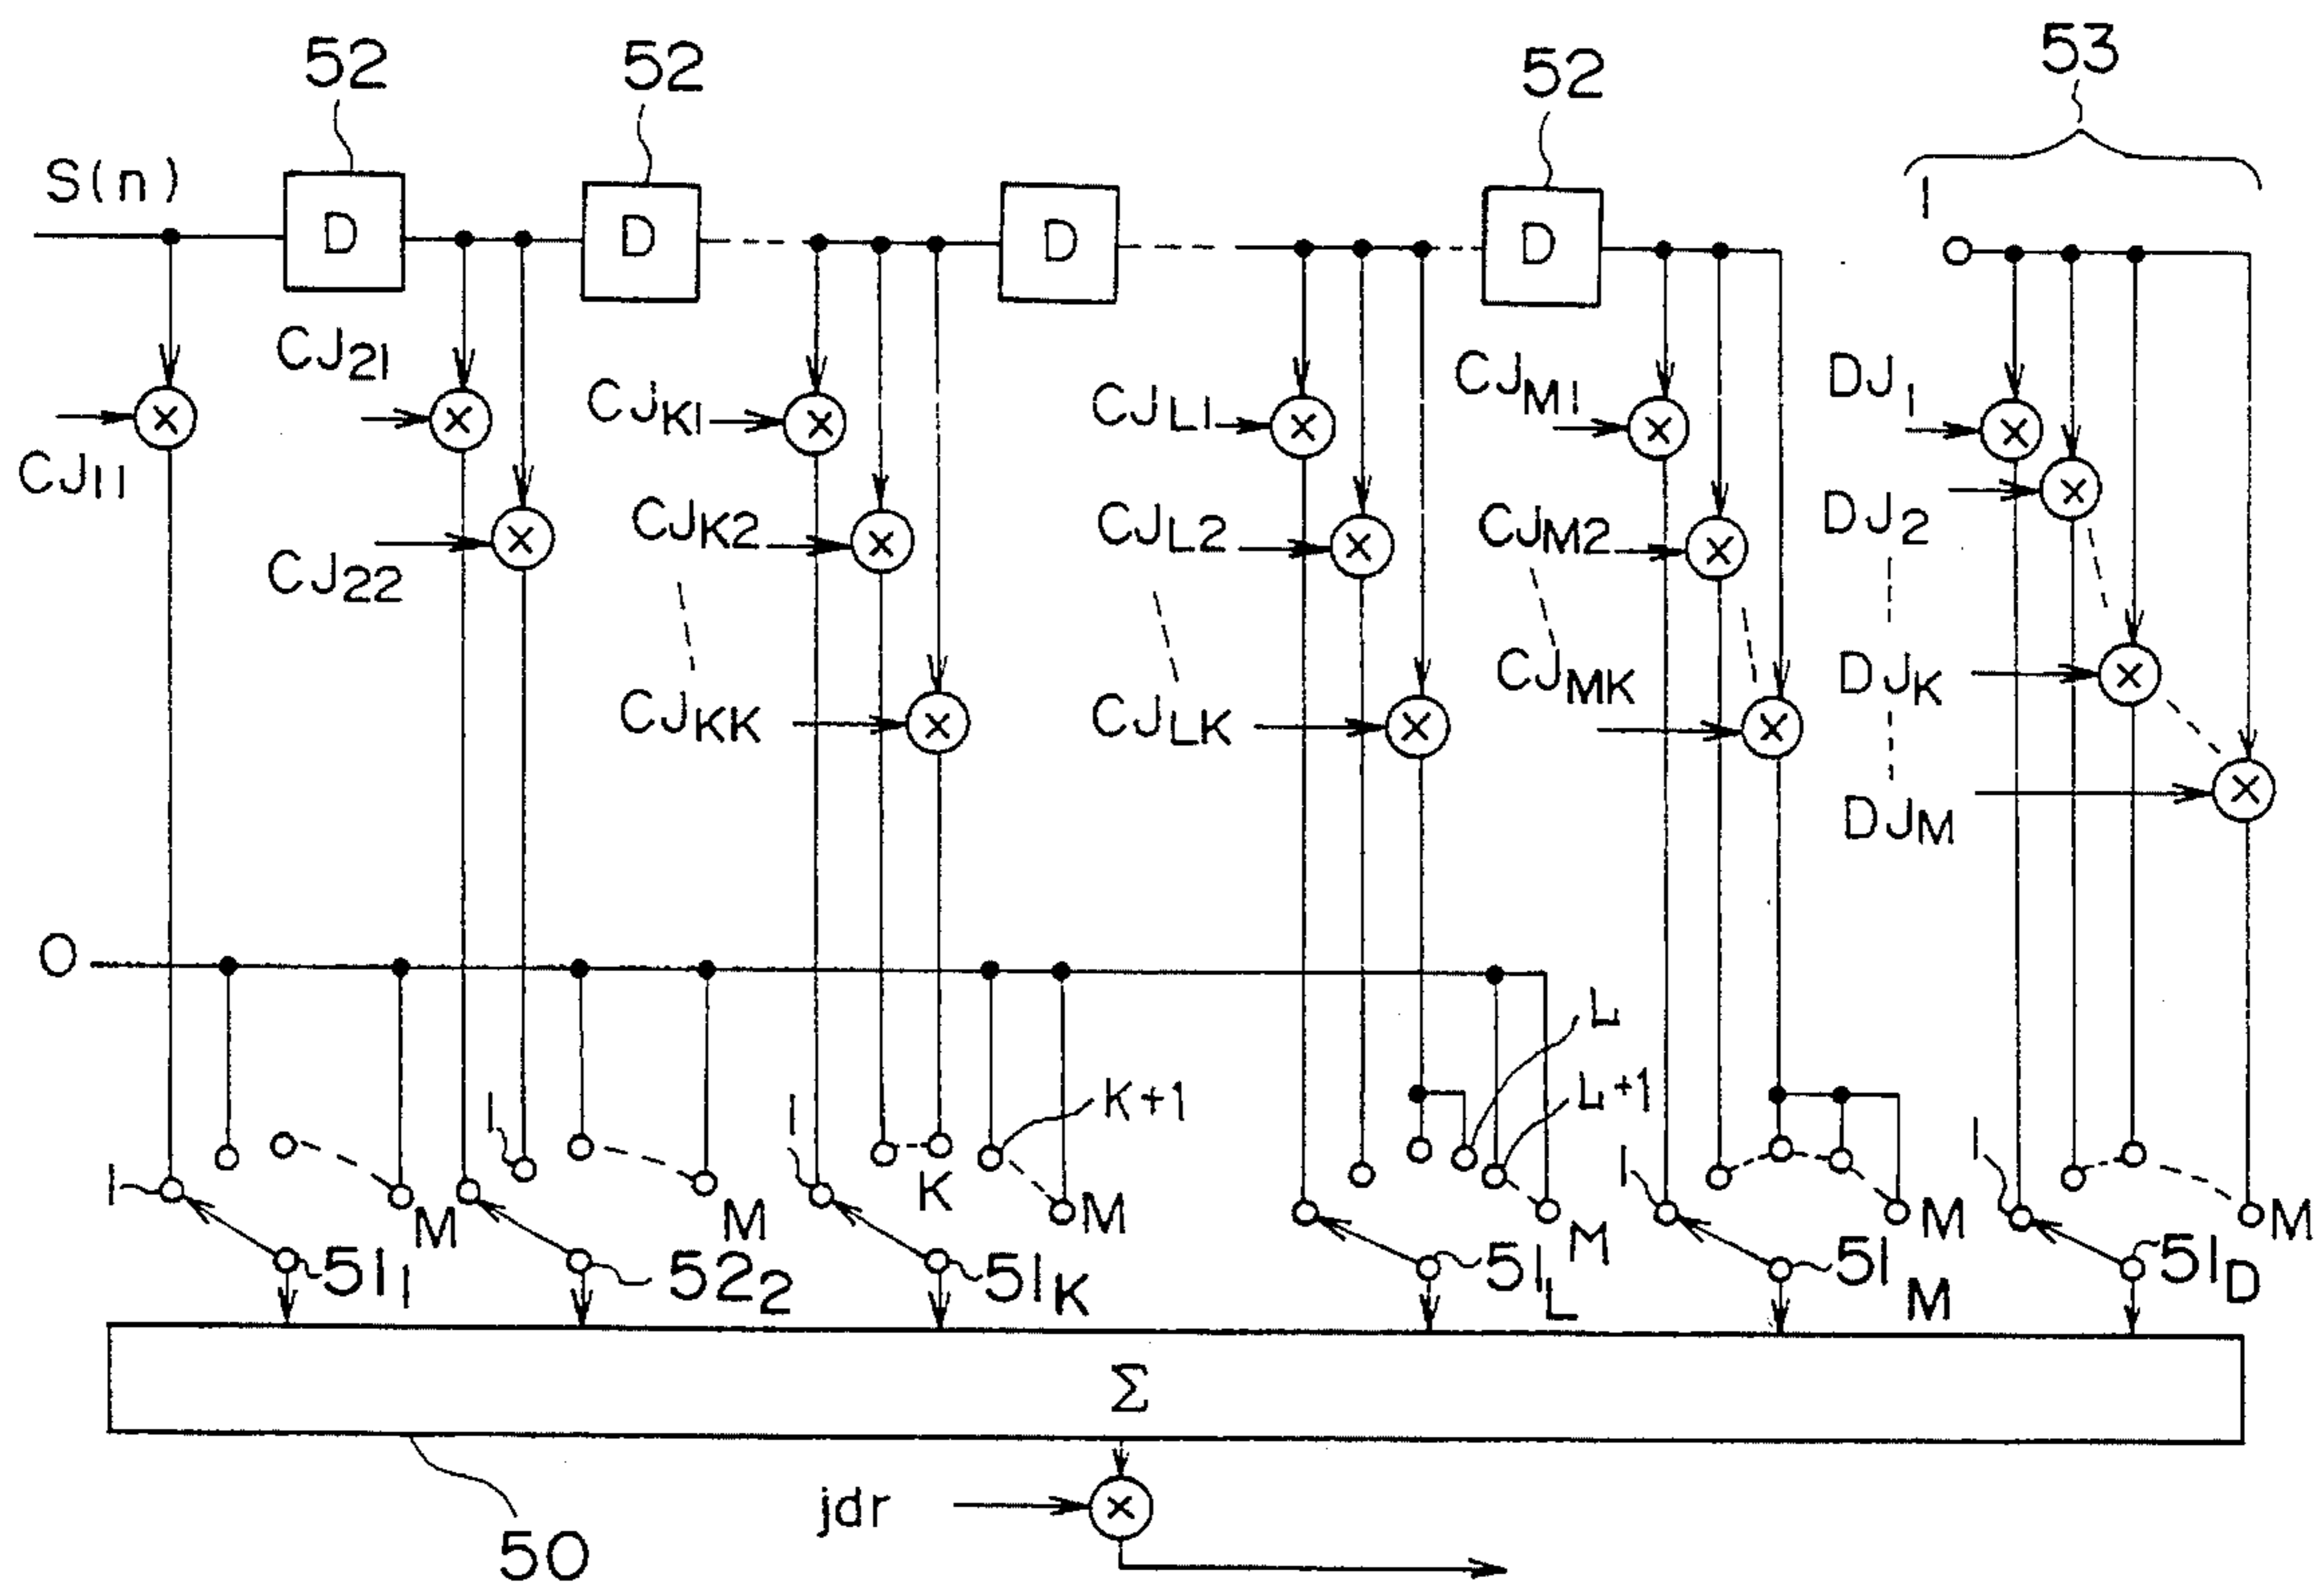 52 52 52 53
S(n) D D D D 1
CJ11
CJ21
CJ22
CJK1
CJK2
CJKK
CJL1
CJL2
CJLK
CJM1
CJM2
CJMK
DJ1
DJ2
DJK
DJM
× × × × × × × × × × × × × × ×
0
L
K+1 L+1
1 M 1 M 1 K M M 1 M 1 M
511 522 51K 51L 51M 51D
Σ
jdr ×
50